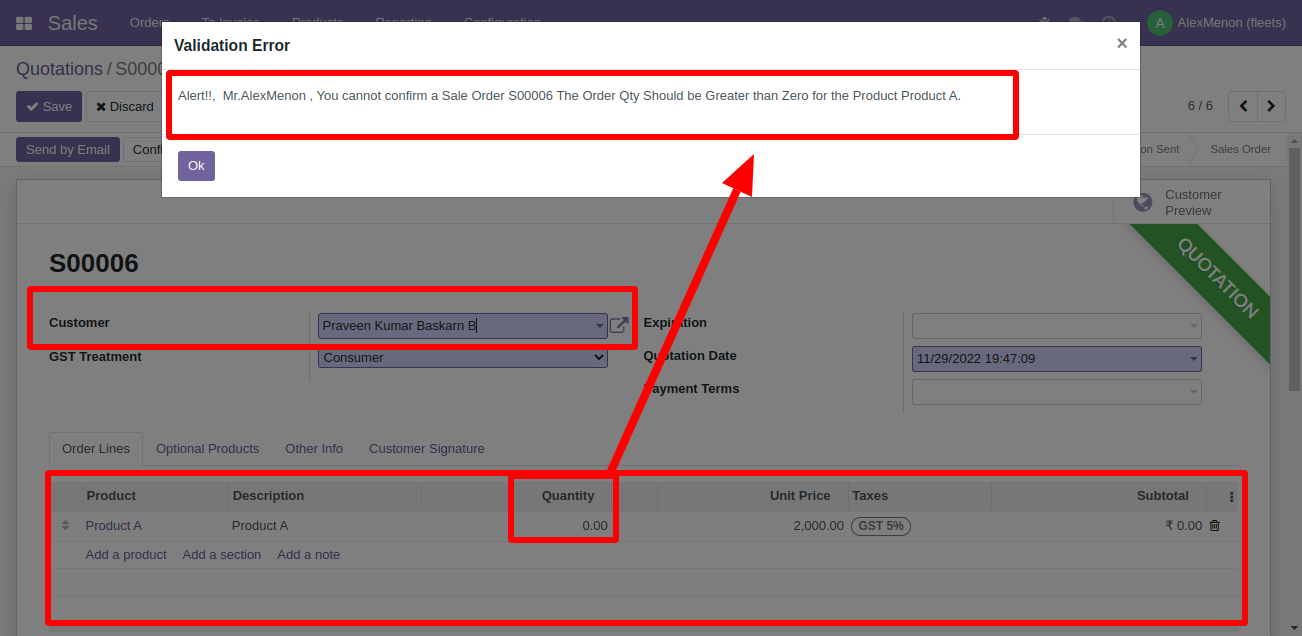 Sales
Orders To Invoice Products Reporting Configuration
A AlexMenon (fleets)
Validation Error
×
Quotations / S0000
Alert!!, Mr.AlexMenon , You cannot confirm a Sale Order S00006 The Order Qty Should be Greater than Zero for the Product Product A.
Save Discard
6 / 6
Send by Email Confi
on Sent Sales Order
Ok
Customer
Preview
QUOTATION
S00006
Customer Praveen Kumar Baskarn B
Expiration
GST Treatment Consumer
Quotation Date 11/29/2022 19:47:09
Payment Terms
Order Lines Optional Products Other Info Customer Signature
Product Description Quantity Unit Price Taxes Subtotal
Product A Product A 0.00 2,000.00 GST 5% ₹ 0.00
Add a product Add a section Add a note